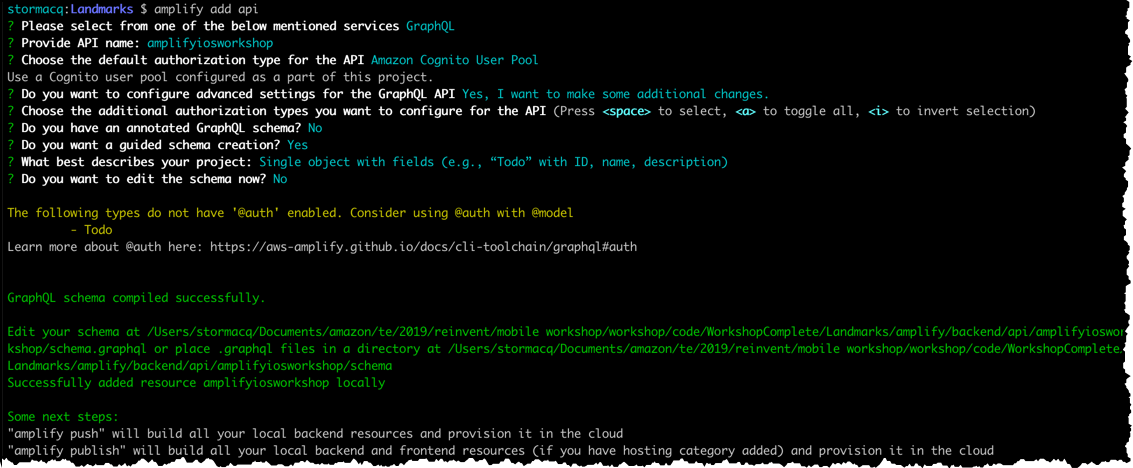 stormacq:Landmarks $ amplify add api
? Please select from one of the below mentioned services GraphQL
? Provide API name: amplifyiosworkshop
? Choose the default authorization type for the API Amazon Cognito User Pool
Use a Cognito user pool configured as a part of this project.
? Do you want to configure advanced settings for the GraphQL API Yes, I want to make some additional changes.
? Choose the additional authorization types you want to configure for the API (Press <space> to select, <a> to toggle all, <i> to invert selection)
? Do you have an annotated GraphQL schema? No
? Do you want a guided schema creation? Yes
? What best describes your project: Single object with fields (e.g., “Todo” with ID, name, description)
? Do you want to edit the schema now? No
The following types do not have '@auth' enabled. Consider using @auth with @model
- Todo
Learn more about @auth here: https://aws-amplify.github.io/docs/cli-toolchain/graphql#auth
GraphQL schema compiled successfully.
Edit your schema at /Users/stormacq/Documents/amazon/te/2019/reinvent/mobile workshop/workshop/code/WorkshopComplete/Landmarks/amplify/backend/api/amplifyioswor
kshop/schema.graphql or place .graphql files in a directory at /Users/stormacq/Documents/amazon/te/2019/reinvent/mobile workshop/workshop/code/WorkshopComplete/
Landmarks/amplify/backend/api/amplifyiosworkshop/schema
Successfully added resource amplifyiosworkshop locally
Some next steps:
"amplify push" will build all your local backend resources and provision it in the cloud
"amplify publish" will build all your local backend and frontend resources (if you have hosting category added) and provision it in the cloud